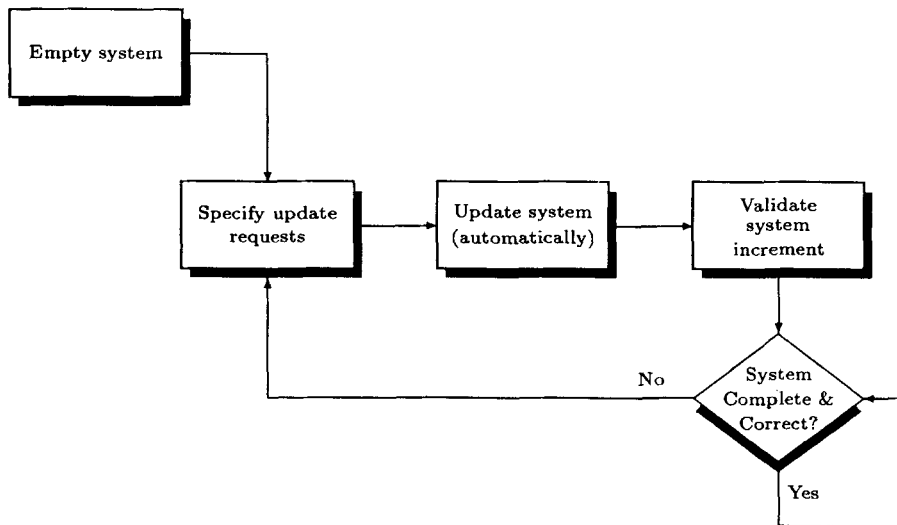 Empty system
Specify update
requests
Update system
(automatically)
Validate
system
increment
No
System
Complete &
Correct?
Yes